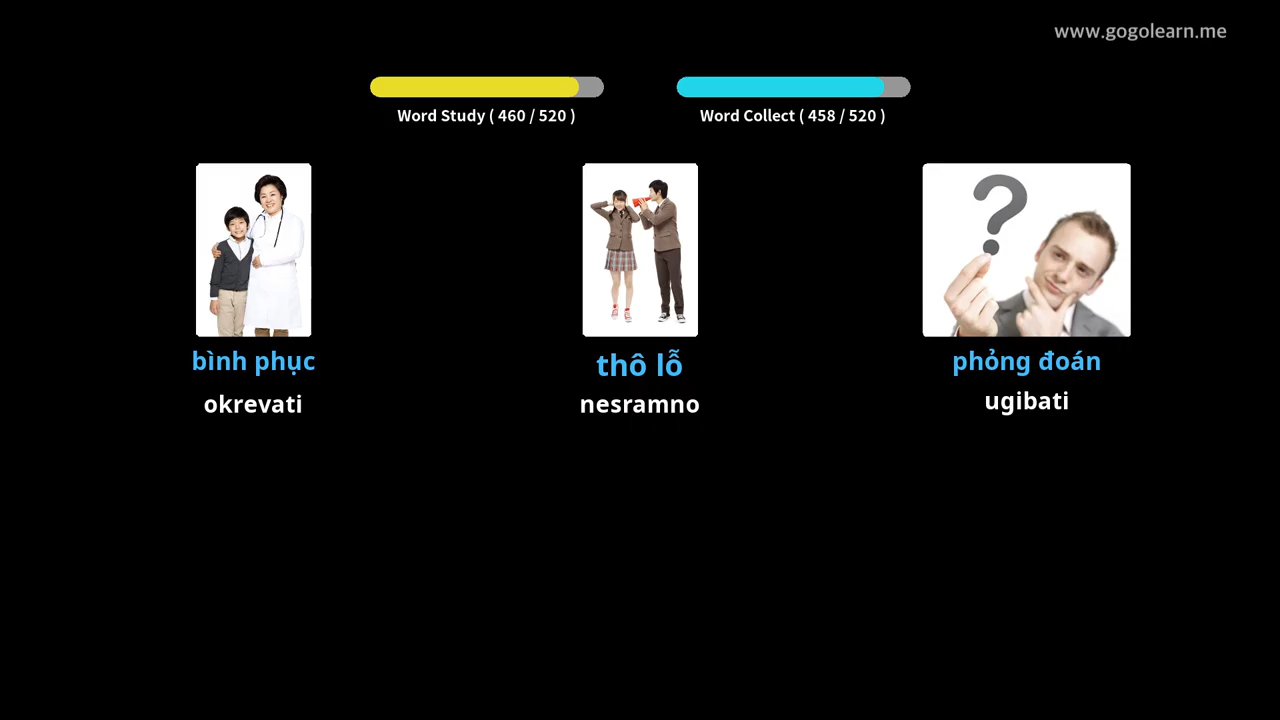 www.gogolearn.me
Word Study ( 460 / 520 )
Word Collect ( 458 / 520 )
bình phục
okrevati
thô lỗ
nesramno
phỏng đoán
ugibati